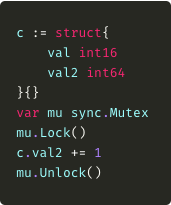 c := struct{
    val int16
    val2 int64
}{}
var mu sync.Mutex
mu.Lock()
c.val2 += 1
mu.Unlock()